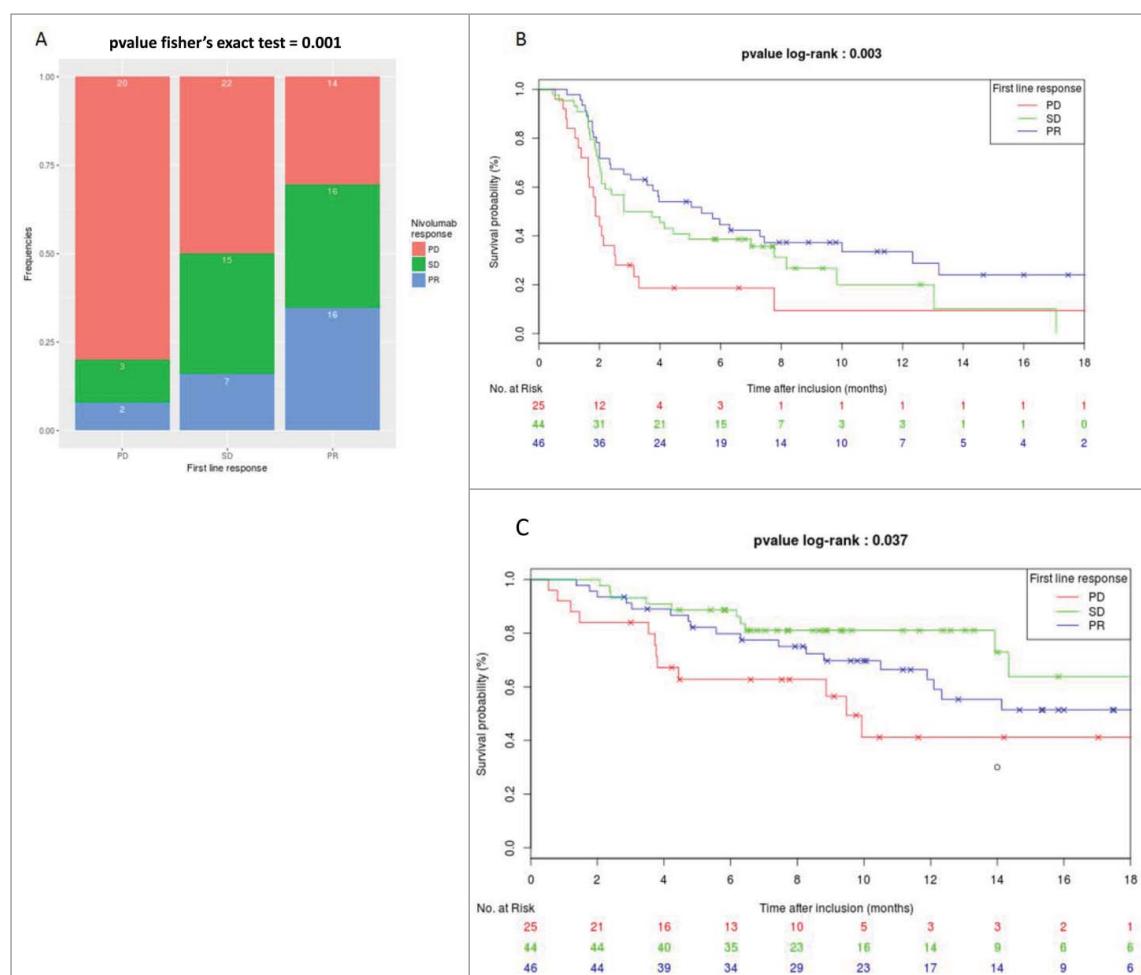 A
pvalue fisher's exact test = 0.001
1.00
0.75
0.50
0.25
0.00
Frequencies
20
22
14
3
15
16
2
7
16
PD
SD
PR
First line response
Nivolumab
response
PD
SD
PR
B
pvalue log-rank : 0.003
First line response
PD
SD
PR
Survival probability (%)
1.0
0.8
0.6
0.4
0.2
0.0
0 2 4 6 8 10 12 14 16 18
No. at Risk Time after inclusion (months)
25 12 4 3 1 1 1 1 1 1
44 31 21 15 7 3 3 1 1 0
46 36 24 19 14 10 7 5 4 2
C
pvalue log-rank : 0.037
First line response
PD
SD
PR
Survival probability (%)
1.0
0.8
0.6
0.4
0.2
0.0
0 2 4 6 8 10 12 14 16 18
No. at Risk Time after inclusion (months)
25 21 16 13 10 5 3 3 2 1
44 44 40 35 23 16 14 9 6 6
46 44 39 34 29 23 17 14 9 6